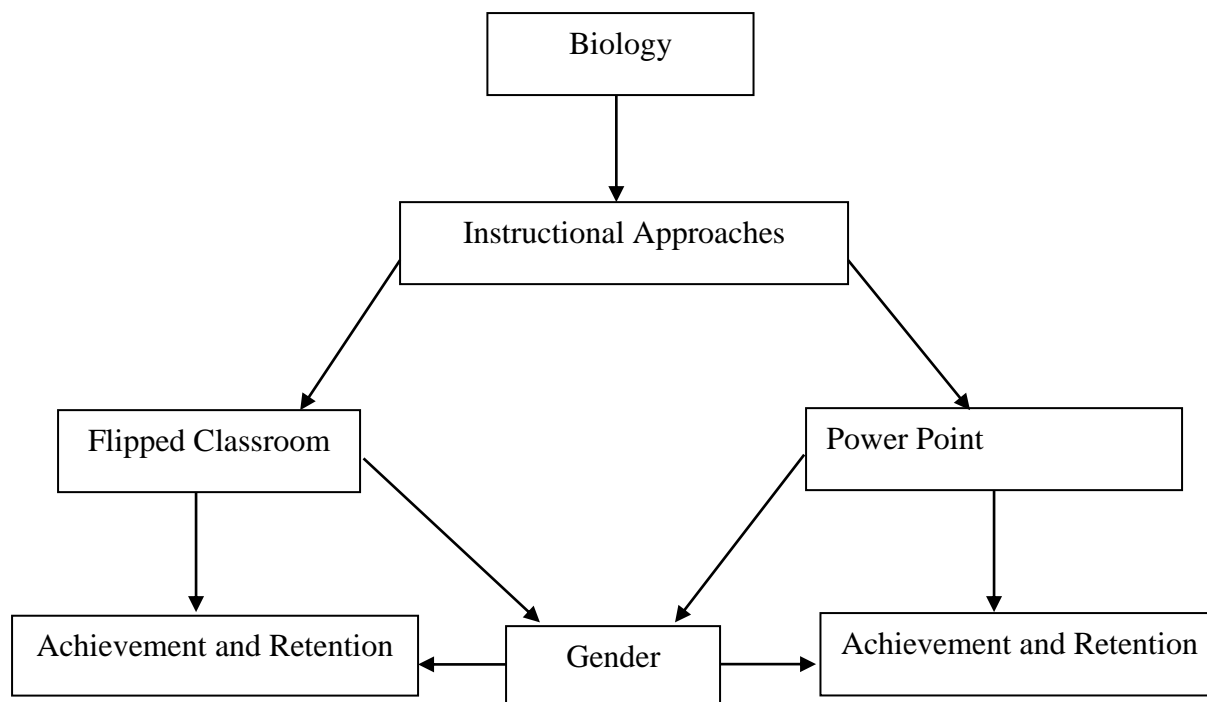 Biology
Instructional Approaches
Flipped Classroom
Power Point
Achievement and Retention
Gender
Achievement and Retention